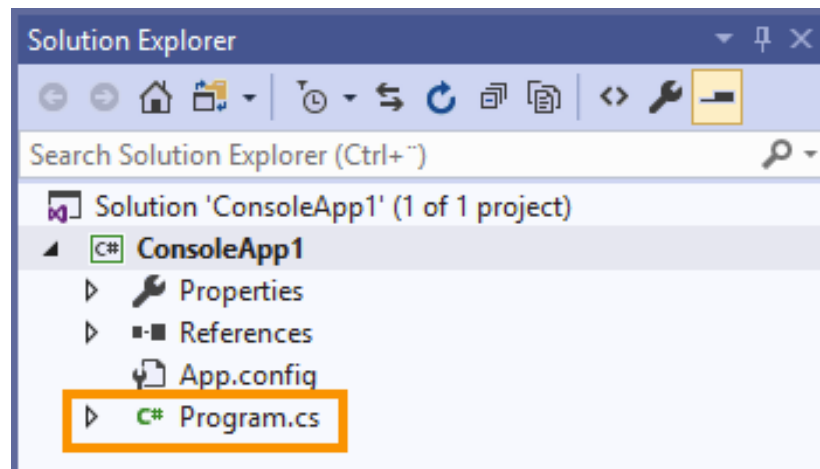 Solution Explorer
Search Solution Explorer (Ctrl+¨)
Solution 'ConsoleApp1' (1 of 1 project)
C# ConsoleApp1
Properties
References
App.config
C# Program.cs